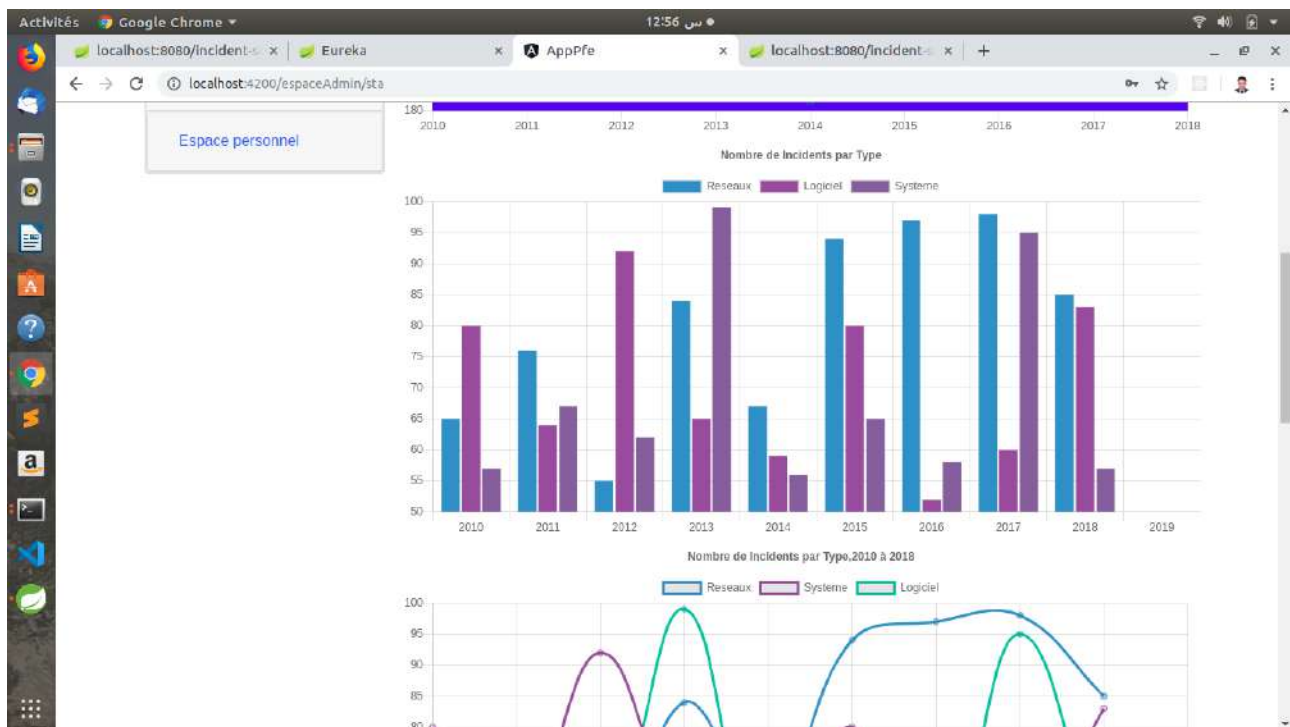 Activités Google Chrome 12:56 س
localhost:8080/incident-s Eureka AppPfe localhost:8080/incident-s
localhost:4200/espaceAdmin/sta
Espace personnel
180
2010 2011 2012 2013 2014 2015 2016 2017 2018
Nombre de Incidents par Type
Reseaux Logiciel Systeme
100
95
90
85
80
75
70
65
60
55
50
2010 2011 2012 2013 2014 2015 2016 2017 2018 2019
Nombre de Incidents par Type,2010 à 2018
Reseaux Systeme Logiciel
100
95
90
85
80